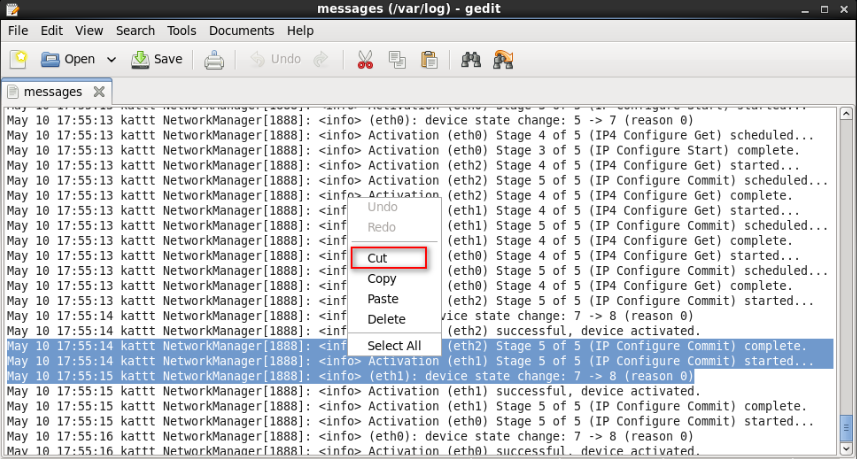 messages (/var/log) - gedit
File Edit View Search Tools Documents Help
Open Save Undo
messages
May 10 17:55:13 kattt NetworkManager[1888]: <info> (eth0): device state change: 5 -> 7 (reason 0)
May 10 17:55:13 kattt NetworkManager[1888]: <info> Activation (eth0) Stage 4 of 5 (IP4 Configure Get) scheduled...
May 10 17:55:13 kattt NetworkManager[1888]: <info> Activation (eth0) Stage 3 of 5 (IP Configure Start) complete.
May 10 17:55:13 kattt NetworkManager[1888]: <info> Activation (eth2) Stage 4 of 5 (IP4 Configure Get) started...
May 10 17:55:13 kattt NetworkManager[1888]: <info> Activation (eth2) Stage 5 of 5 (IP Configure Commit) scheduled...
May 10 17:55:13 kattt NetworkManager[1888]: <info> Activation (eth2) Stage 4 of 5 (IP4 Configure Get) complete.
May 10 17:55:13 kattt NetworkManager[1888]: <inf (eth1) Stage 4 of 5 (IP4 Configure Get) started...
May 10 17:55:13 kattt NetworkManager[1888]: <inf (eth1) Stage 5 of 5 (IP Configure Commit) scheduled...
May 10 17:55:13 kattt NetworkManager[1888]: <inf (eth1) Stage 4 of 5 (IP4 Configure Get) complete.
May 10 17:55:13 kattt NetworkManager[1888]: <inf (eth0) Stage 4 of 5 (IP4 Configure Get) started...
May 10 17:55:13 kattt NetworkManager[1888]: <inf (eth0) Stage 5 of 5 (IP Configure Commit) scheduled...
May 10 17:55:13 kattt NetworkManager[1888]: <inf (eth0) Stage 4 of 5 (IP4 Configure Get) complete.
May 10 17:55:13 kattt NetworkManager[1888]: <inf (eth2) Stage 5 of 5 (IP Configure Commit) started...
May 10 17:55:14 kattt NetworkManager[1888]: <inf vice state change: 7 -> 8 (reason 0)
May 10 17:55:14 kattt NetworkManager[1888]: <inf (eth2) successful, device activated.
May 10 17:55:14 kattt NetworkManager[1888]: <inf (eth2) Stage 5 of 5 (IP Configure Commit) complete.
May 10 17:55:14 kattt NetworkManager[1888]: <info> Activation (eth1) Stage 5 of 5 (IP Configure Commit) started...
May 10 17:55:15 kattt NetworkManager[1888]: <info> (eth1): device state change: 7 -> 8 (reason 0)
May 10 17:55:15 kattt NetworkManager[1888]: <info> Activation (eth1) successful, device activated.
May 10 17:55:15 kattt NetworkManager[1888]: <info> Activation (eth1) Stage 5 of 5 (IP Configure Commit) complete.
May 10 17:55:15 kattt NetworkManager[1888]: <info> Activation (eth0) Stage 5 of 5 (IP Configure Commit) started...
May 10 17:55:16 kattt NetworkManager[1888]: <info> (eth0): device state change: 7 -> 8 (reason 0)
May 10 17:55:16 kattt NetworkManager[1888]: <info> Activation (eth0) successful, device activated.
Undo
Redo
Cut
Copy
Paste
Delete
Select All